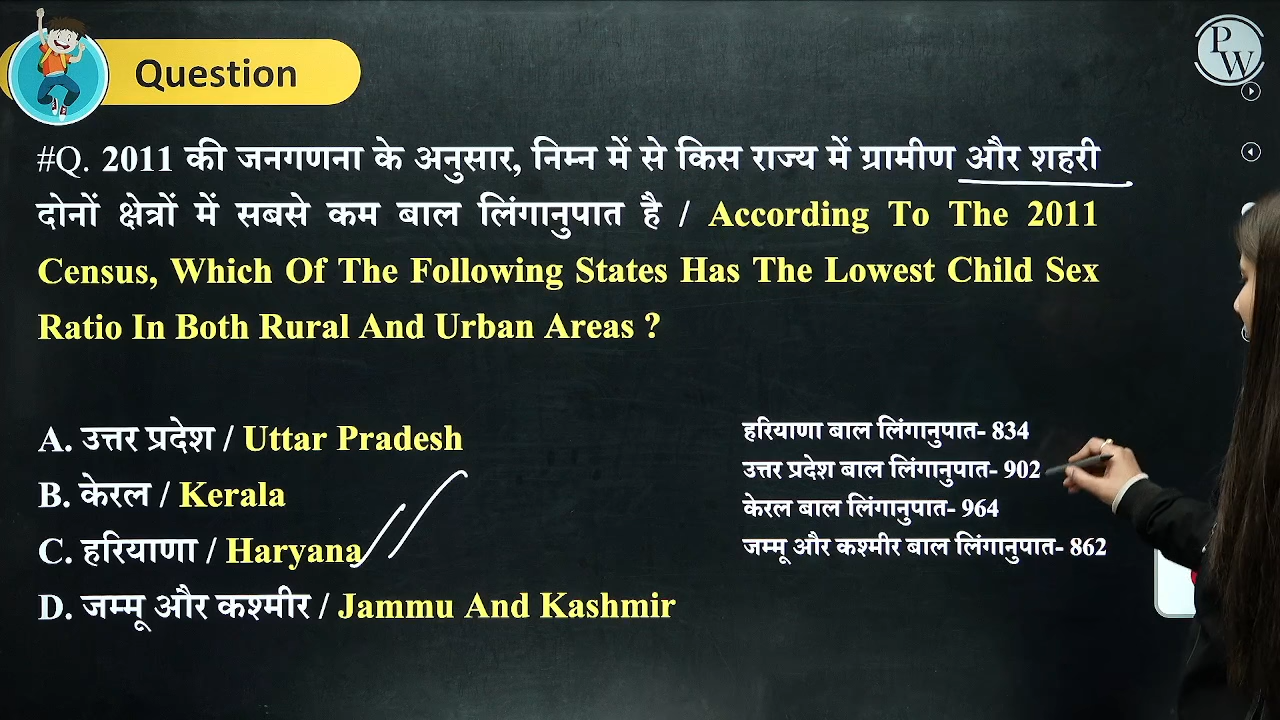 Question
PW
#Q. 2011 की जनगणना के अनुसार, निम्न में से किस राज्य में ग्रामीण और शहरी
दोनों क्षेत्रों में सबसे कम बाल लिंगानुपात है / According To The 2011
Census, Which Of The Following States Has The Lowest Child Sex
Ratio In Both Rural And Urban Areas ?
A. उत्तर प्रदेश / Uttar Pradesh
B. केरल / Kerala
C. हरियाणा / Haryana
D. जम्मू और कश्मीर / Jammu And Kashmir
हरियाणा बाल लिंगानुपात- 834
उत्तर प्रदेश बाल लिंगानुपात- 902
केरल बाल लिंगानुपात- 964
जम्मू और कश्मीर बाल लिंगानुपात- 862